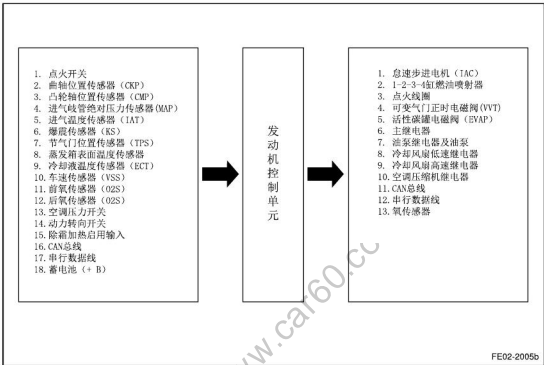 1. 点火开关
2. 曲轴位置传感器（CKP）
3. 凸轮轴位置传感器（CMP）
4. 进气歧管绝对压力传感器(MAP)
5. 进气温度传感器（IAT）
6. 爆震传感器（KS）
7. 节气门位置传感器（TPS）
8. 蒸发箱表面温度传感器
9. 冷却液温度传感器（ECT）
10. 车速传感器（VSS）
11. 前氧传感器（O2S）
12. 后氧传感器（O2S）
13. 空调压力开关
14. 动力转向开关
15. 除霜加热启用输入
16. CAN总线
17. 串行数据线
18. 蓄电池（+ B）
发动机控制单元
1. 怠速步进电机（IAC）
2. 1-2-3-4缸燃油喷射器
3. 点火线圈
4. 可变气门正时电磁阀(VVT)
5. 活性碳罐电磁阀（EVAP）
6. 主继电器
7. 油泵继电器及油泵
8. 冷却风扇低速继电器
9. 冷却风扇高速继电器
10. 空调压缩机继电器
11. CAN总线
12. 串行数据线
13. 氧传感器
FE02-2005b